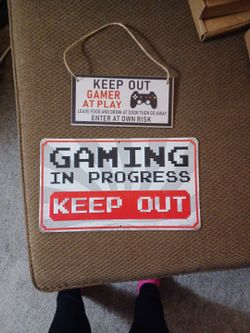 KEEP OUT
GAMER
AT PLAY
LEAVE FOOD AND DRINK AT DOOR THEN GO AWAY
ENTER AT OWN RISK
GAMING
IN PROGRESS
KEEP OUT